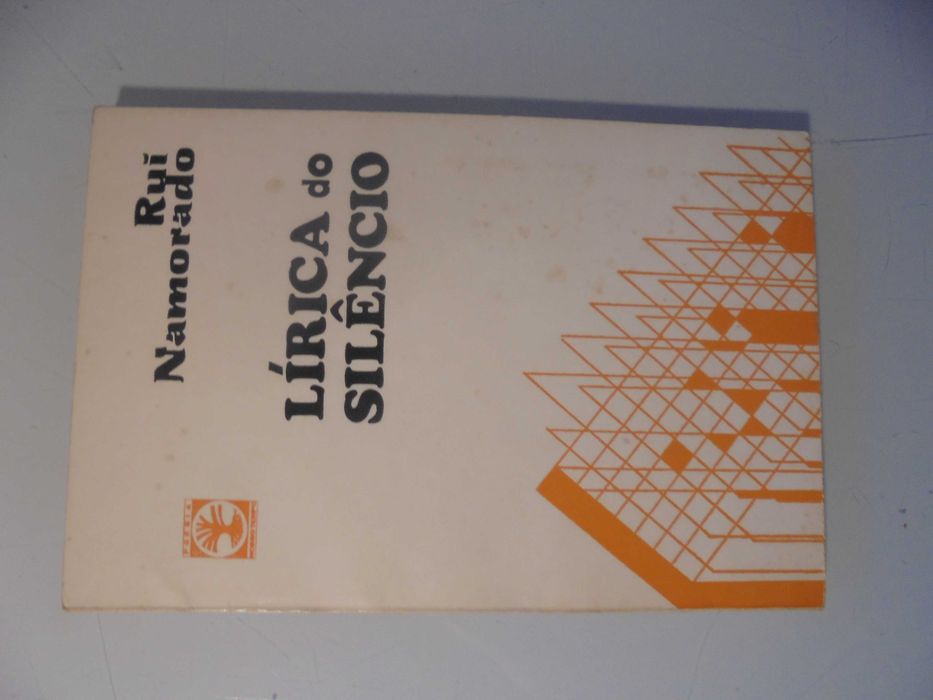 Rui
Namorado
LÍRICA do
SILÊNCIO